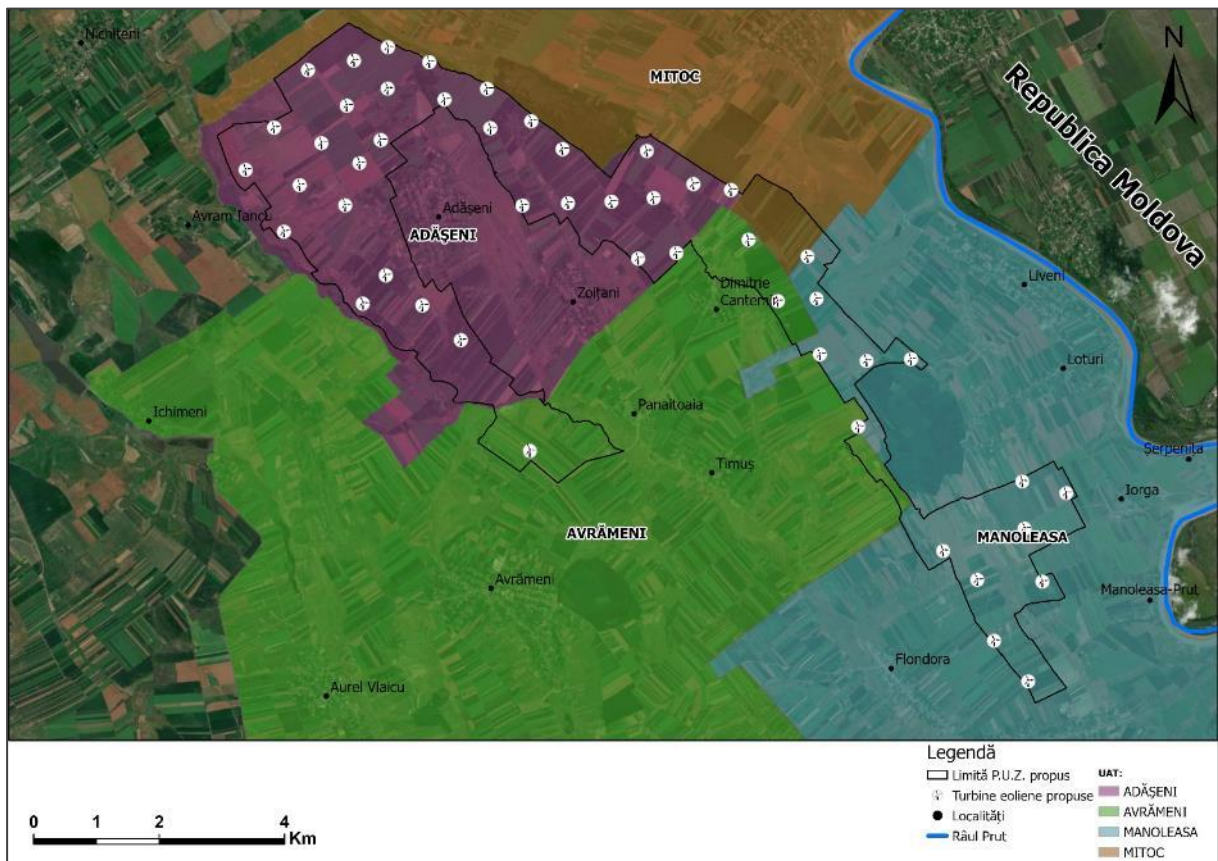 Nichiteni
MITOC
N
Republica Moldova
Avram Iancu
Adășeni
ADĂȘENI
Liveni
Zoițani
Dimitrie
Cantemir
Loturi
Ichimeni
Panaitoaia
Șerpenița
Timuș
Iorga
AVRĂMENI
MANOLEASA
Avrămeni
Manoleasa-Prut
Flondora
Aurel Vlaicu
Legendă
Limită P.U.Z. propus
Turbine eoliene propuse
Localități
Râul Prut
UAT:
ADĂȘENI
AVRĂMENI
MANOLEASA
MITOC
0 1 2 4
Km